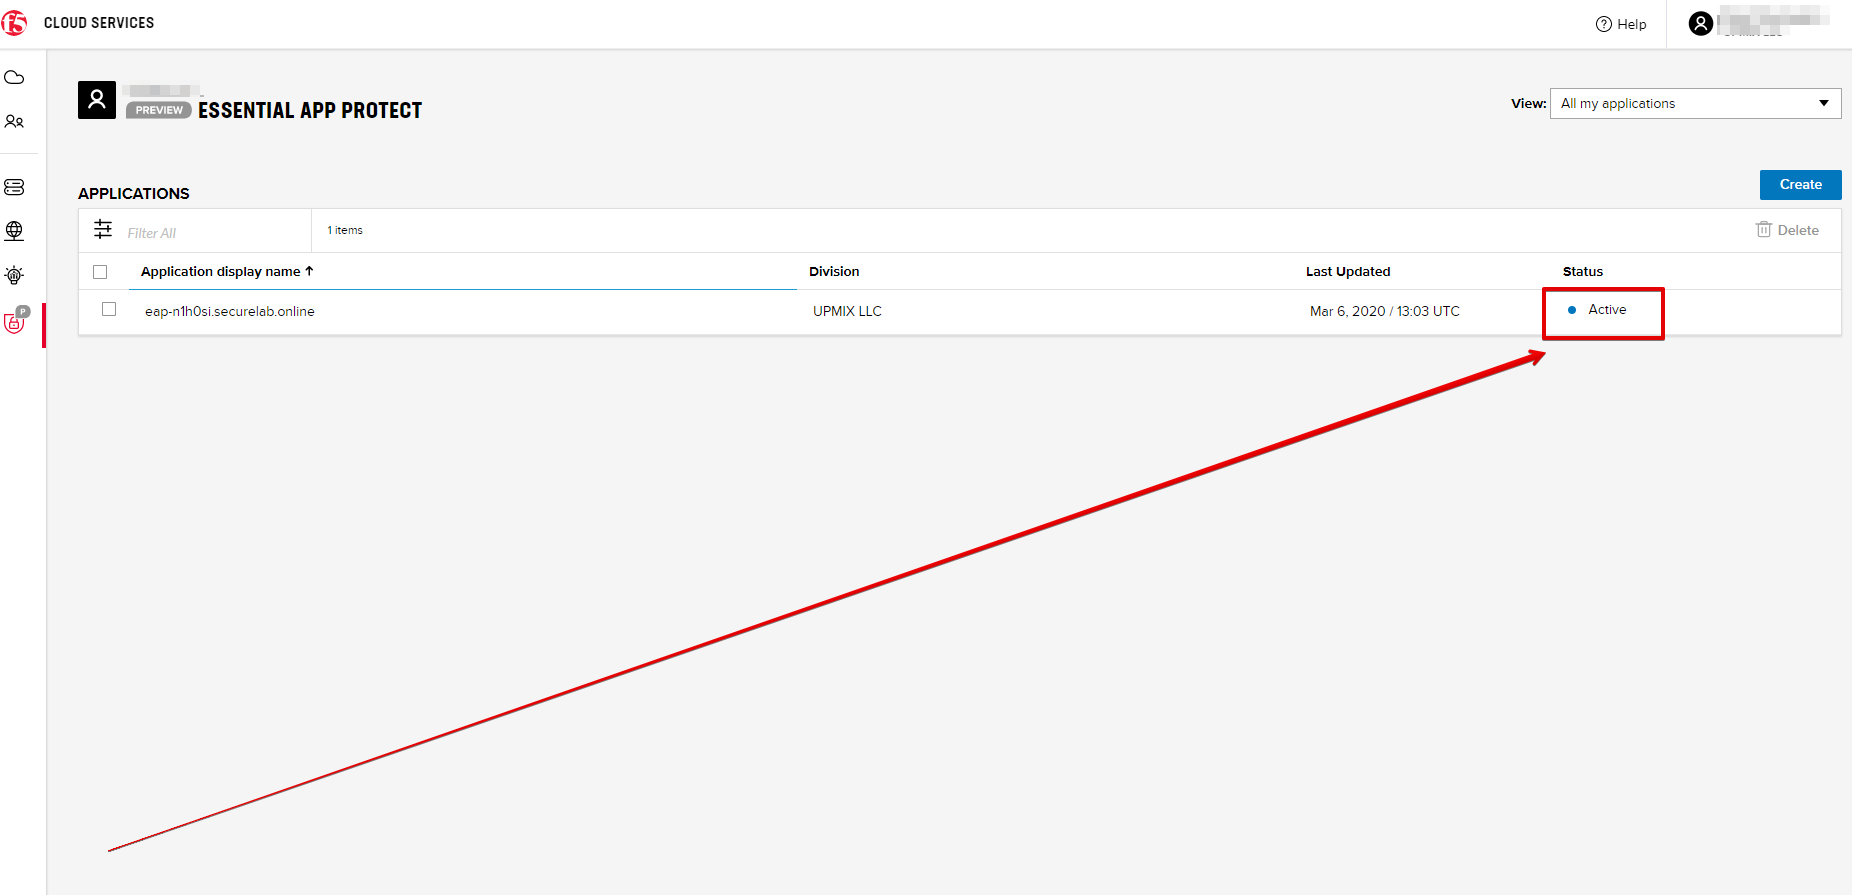 f5 CLOUD SERVICES
Help
PREVIEW ESSENTIAL APP PROTECT
View: All my applications
APPLICATIONS
Create
Filter All
1 items
Delete
Application display name ↑ Division Last Updated Status
eap-n1h0si.securelab.online UPMIX LLC Mar 6, 2020 / 13:03 UTC Active
P